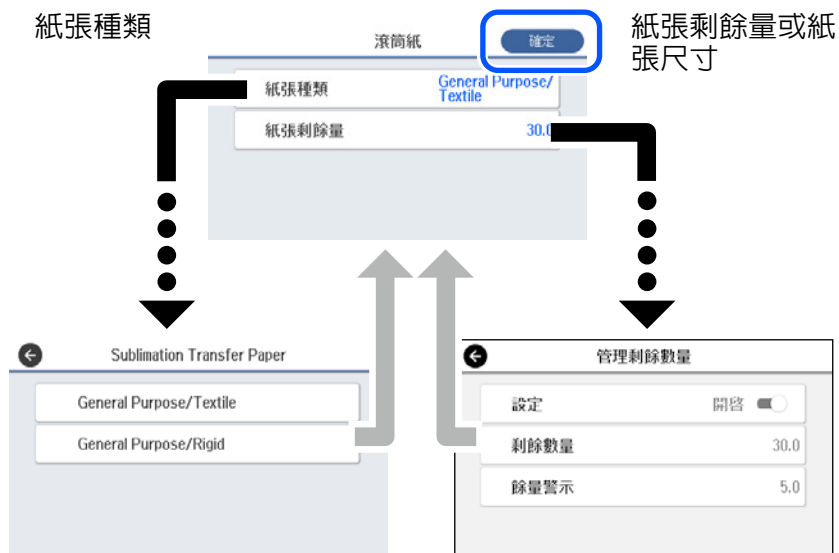 紙張種類
滾筒紙
確定
紙張剩餘量或紙
張尺寸
紙張種類
General Purpose/
Textile
紙張剩餘量
30.0
Sublimation Transfer Paper
General Purpose/Textile
General Purpose/Rigid
管理剩餘數量
設定
開啓
剩餘數量
30.0
餘量警示
5.0